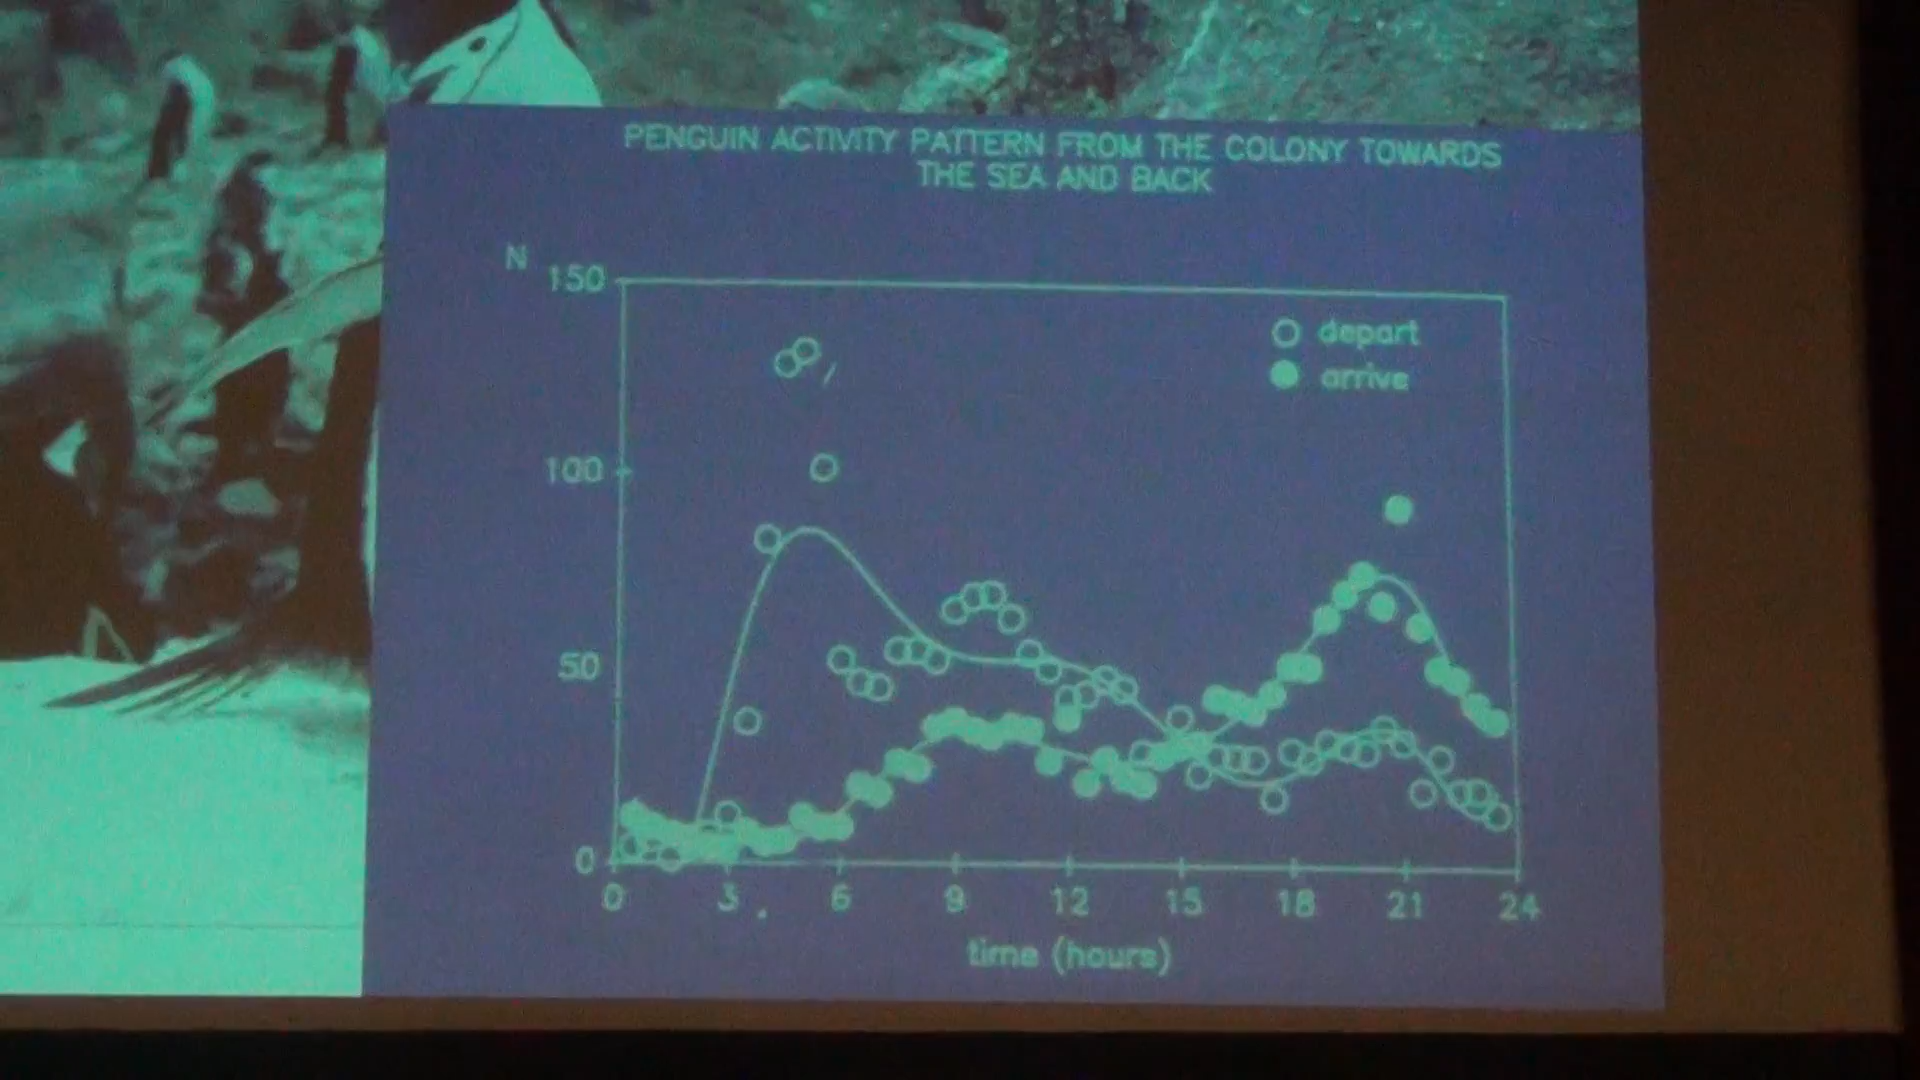 PENGUIN ACTIVITY PATTERN FROM THE COLONY TOWARDS
THE SEA AND BACK
N
150
100
50
0
depart
arrive
0 3 6 9 12 15 18 21 24
time (hours)